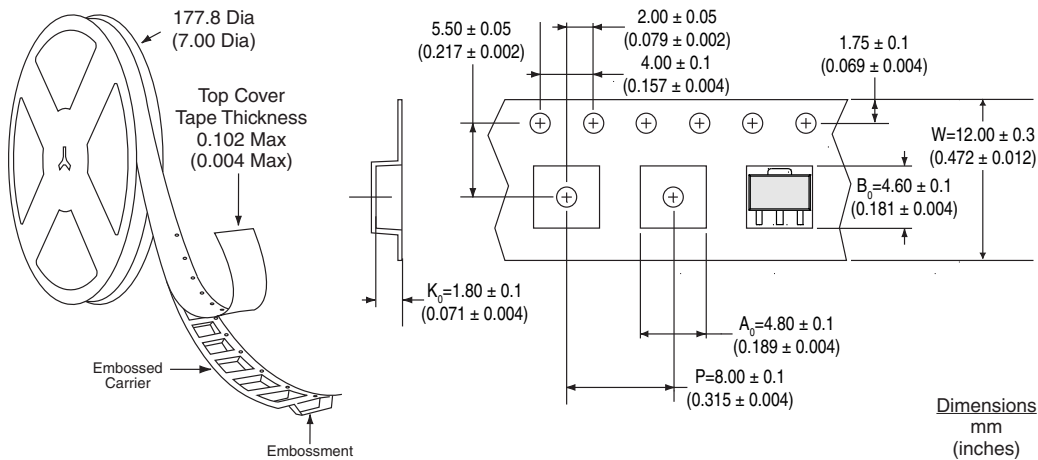 177.8 Dia
(7.00 Dia)
Top Cover
Tape Thickness
0.102 Max
(0.004 Max)
Embossed
Carrier
Embossment
5.50 ± 0.05
(0.217 ± 0.002)
2.00 ± 0.05
(0.079 ± 0.002)
4.00 ± 0.1
(0.157 ± 0.004)
1.75 ± 0.1
(0.069 ± 0.004)
W=12.00 ± 0.3
(0.472 ± 0.012)
B₀=4.60 ± 0.1
(0.181 ± 0.004)
K₀=1.80 ± 0.1
(0.071 ± 0.004)
A₀=4.80 ± 0.1
(0.189 ± 0.004)
P=8.00 ± 0.1
(0.315 ± 0.004)
Dimensions
mm
(inches)